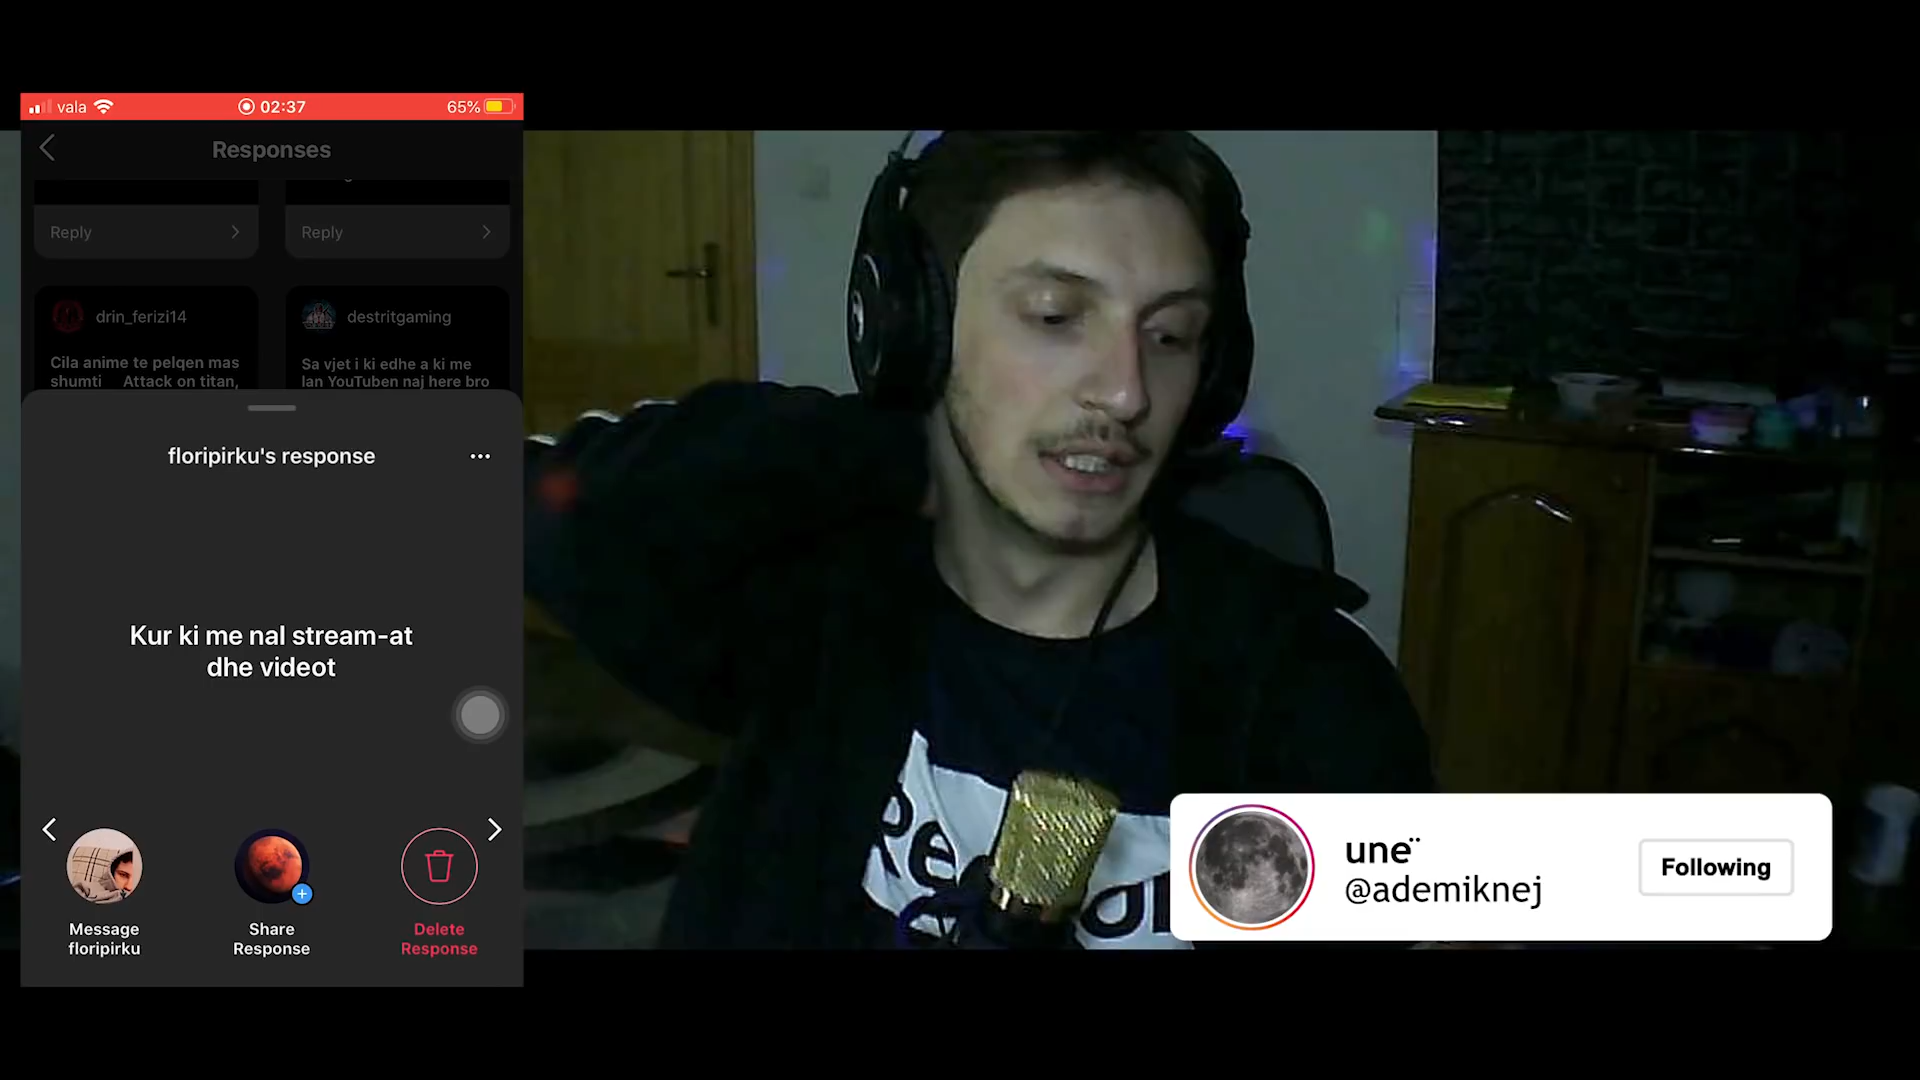 vala
02:37
65%
Responses
Reply
Reply
drin_ferizi14
Cila anime te pelqen mas
shumti Attack on titan,
destritgaming
Sa vjet i ki edhe a ki me
lan YouTuben naj here bro
floripirku's response
...
Kur ki me nal stream-at
dhe videot
Message
floripirku
Share
Response
Delete
Response
une¨
@ademiknej
Following